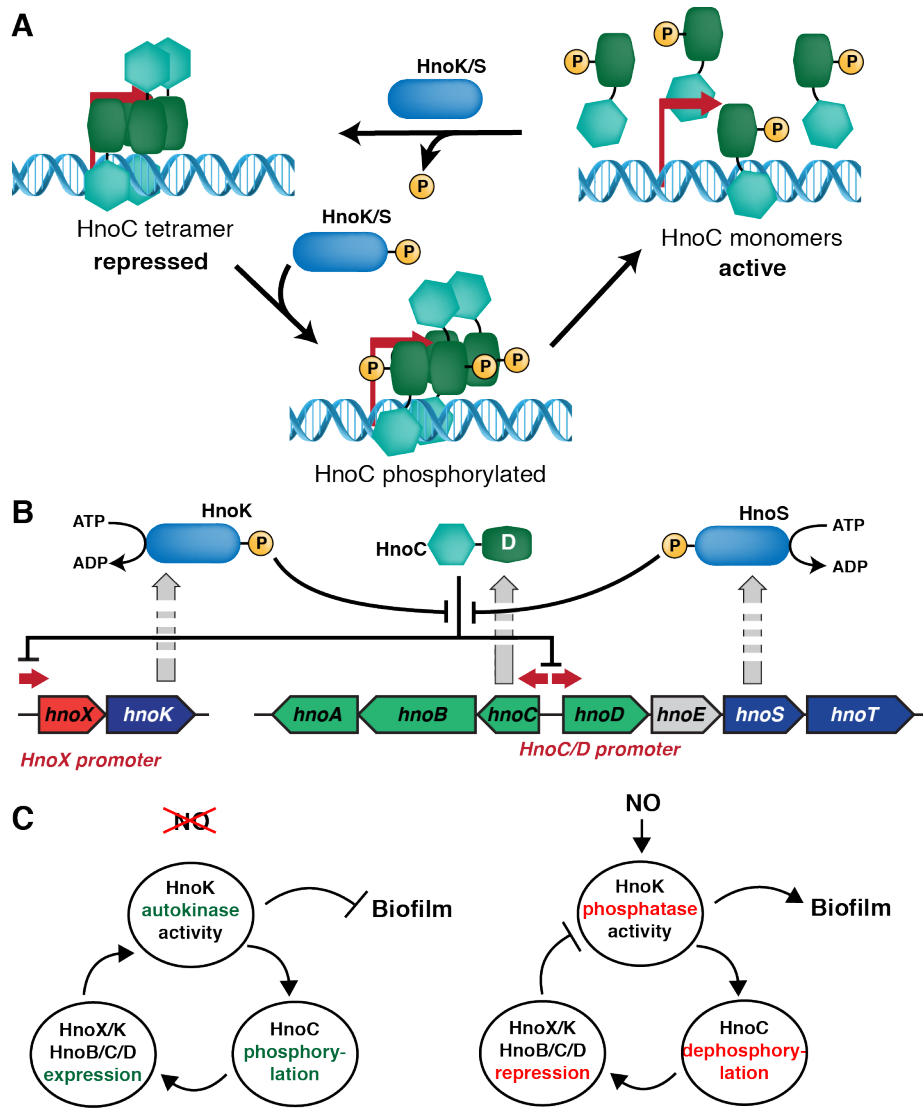 A
HnoK/S
P
P
P
P
P
HnoC tetramer
repressed
HnoK/S
P
HnoC monomers
active
P
P
P
HnoC phosphorylated
B
ATP
ADP
HnoK
P
HnoC
D
HnoS
P
ATP
ADP
hnoX
hnoK
hnoA
hnoB
hnoC
hnoD
hnoE
hnoS
hnoT
HnoX promoter
HnoC/D promoter
C
NO
HnoK
autokinase
activity
Biofilm
HnoX/K
HnoB/C/D
expression
HnoC
phosphory-
lation
NO
HnoK
phosphatase
activity
Biofilm
HnoX/K
HnoB/C/D
repression
HnoC
dephosphory-
lation